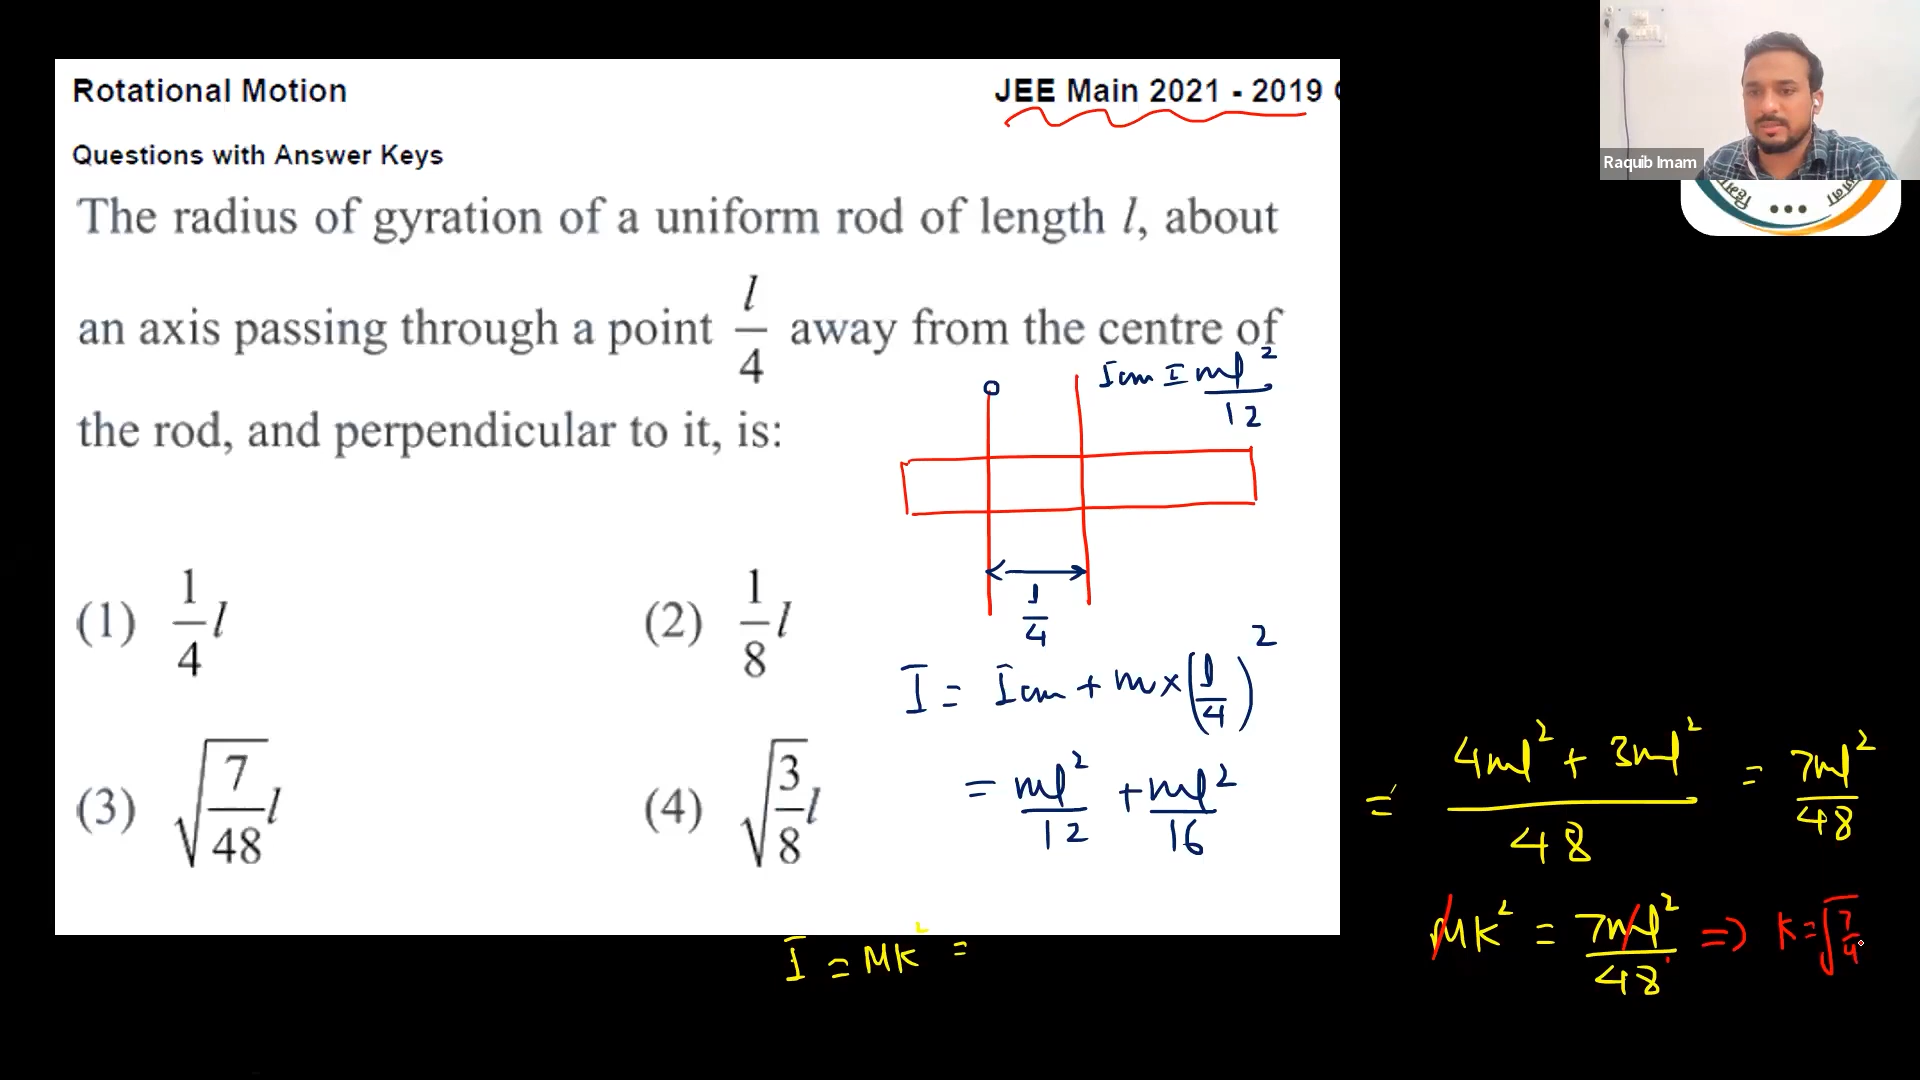 Rotational Motion
JEE Main 2021 - 2019
Questions with Answer Keys
The radius of gyration of a uniform rod of length l, about
an axis passing through a point l/4 away from the centre of
the rod, and perpendicular to it, is:
(1) 1/4 l
(2) 1/8 l
(3) √(7/48) l
(4) √(3/8) l
O
Icm = ml²/12
l/4
I = Icm + m×(l/4)²
= ml²/12 + ml²/16
= (4ml² + 3ml²)/48 = 7ml²/48
I = MK² =
MK² = 7ml²/48 ⇒ K = √(7/4
Raquib Imam